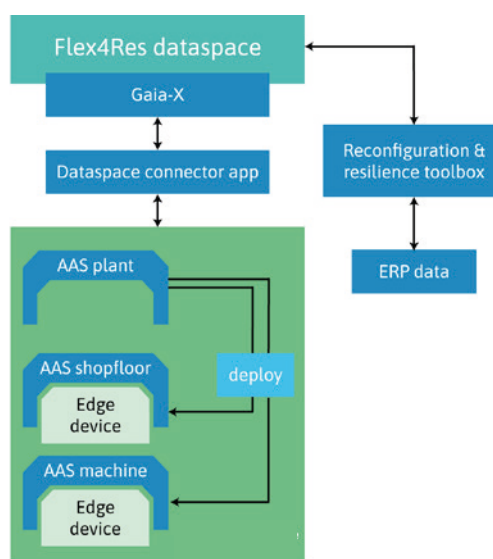 Flex4Res dataspace
Gaia-X
Dataspace connector app
Reconfiguration &
resilience toolbox
ERP data
AAS plant
deploy
AAS shopfloor
Edge
device
AAS machine
Edge
device